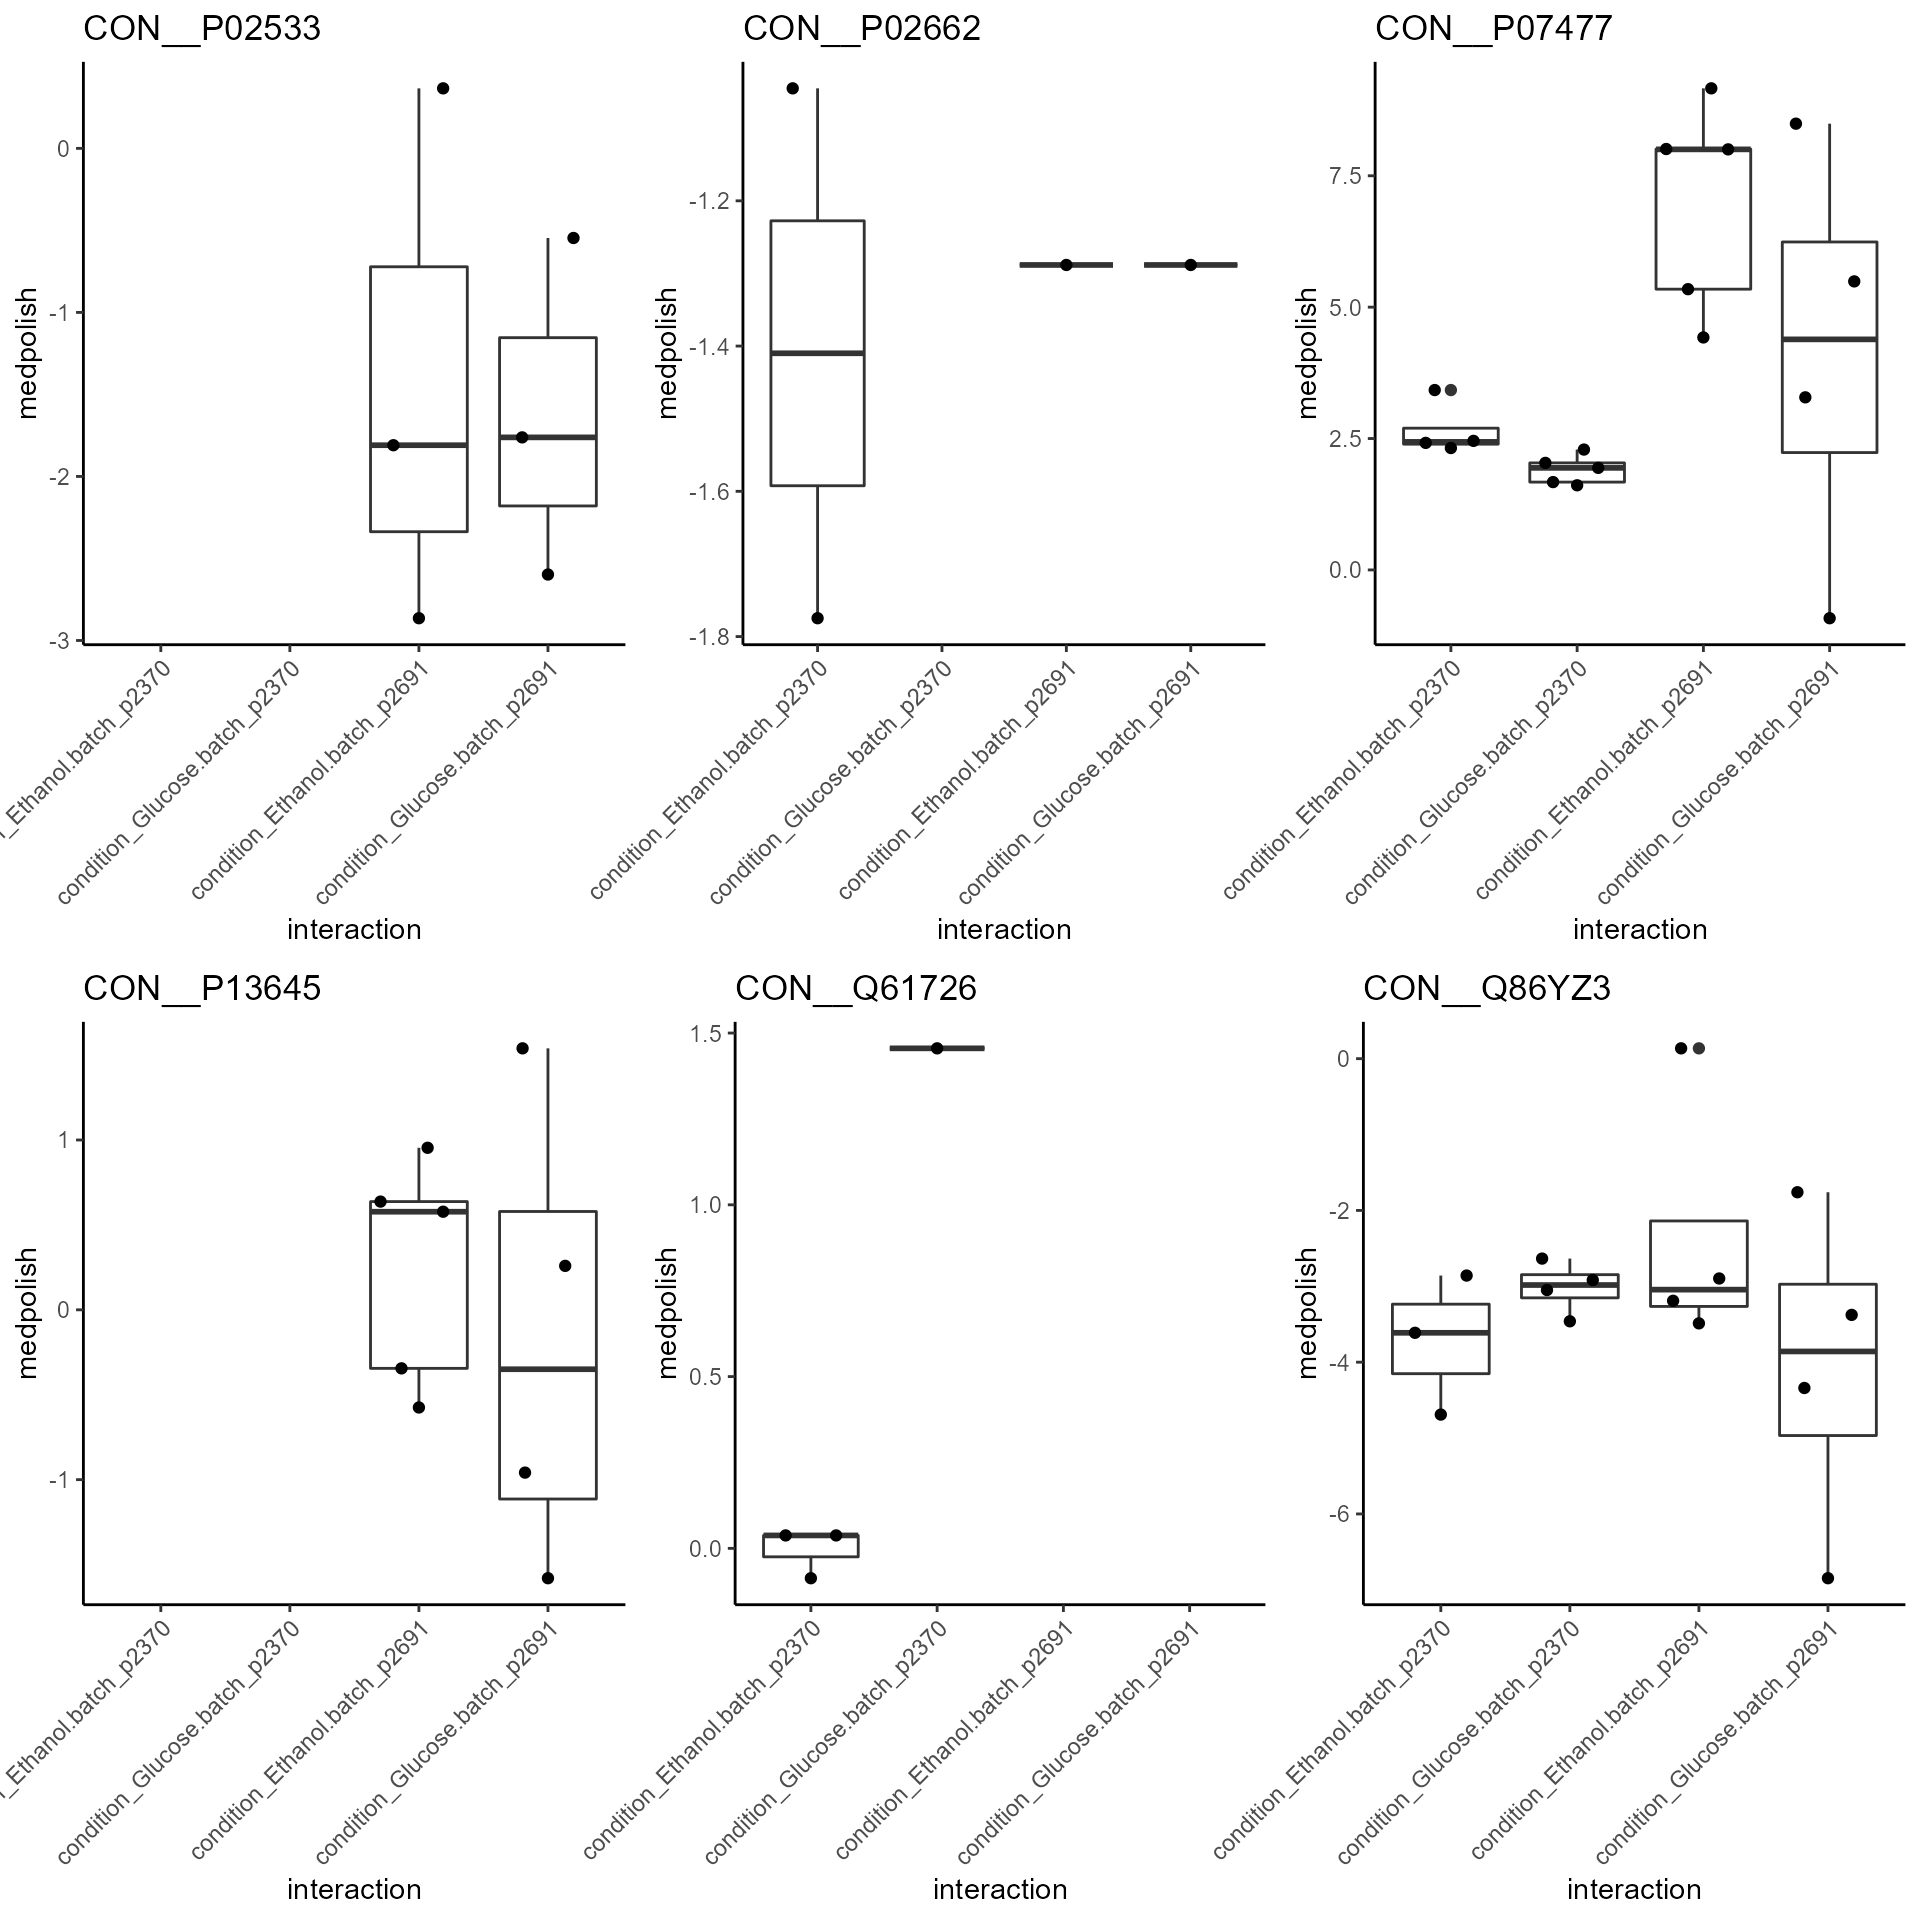 CON__P02533
CON__P02662
CON__P07477
medpolish
0
-1
-2
-3
medpolish
-1.2
-1.4
-1.6
-1.8
medpolish
7.5
5.0
2.5
0.0
_Ethanol.batch_p2370
condition_Glucose.batch_p2370
condition_Ethanol.batch_p2691
condition_Glucose.batch_p2691
condition_Ethanol.batch_p2370
condition_Glucose.batch_p2370
condition_Ethanol.batch_p2691
condition_Glucose.batch_p2691
condition_Ethanol.batch_p2370
condition_Glucose.batch_p2370
condition_Ethanol.batch_p2691
condition_Glucose.batch_p2691
interaction
interaction
interaction
CON__P13645
CON__Q61726
CON__Q86YZ3
medpolish
1
0
-1
medpolish
1.5
1.0
0.5
0.0
medpolish
0
-2
-4
-6
_Ethanol.batch_p2370
condition_Glucose.batch_p2370
condition_Ethanol.batch_p2691
condition_Glucose.batch_p2691
condition_Ethanol.batch_p2370
condition_Glucose.batch_p2370
condition_Ethanol.batch_p2691
condition_Glucose.batch_p2691
condition_Ethanol.batch_p2370
condition_Glucose.batch_p2370
condition_Ethanol.batch_p2691
condition_Glucose.batch_p2691
interaction
interaction
interaction